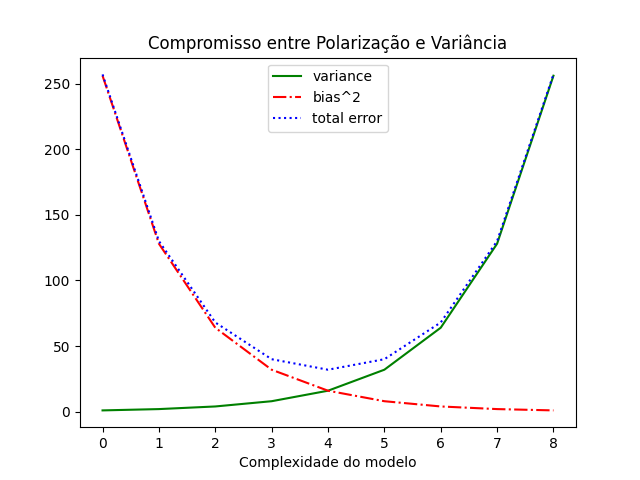 Compromisso entre Polarização e Variância
variance
bias^2
total error
250
200
150
100
50
0
0 1 2 3 4 5 6 7 8
Complexidade do modelo